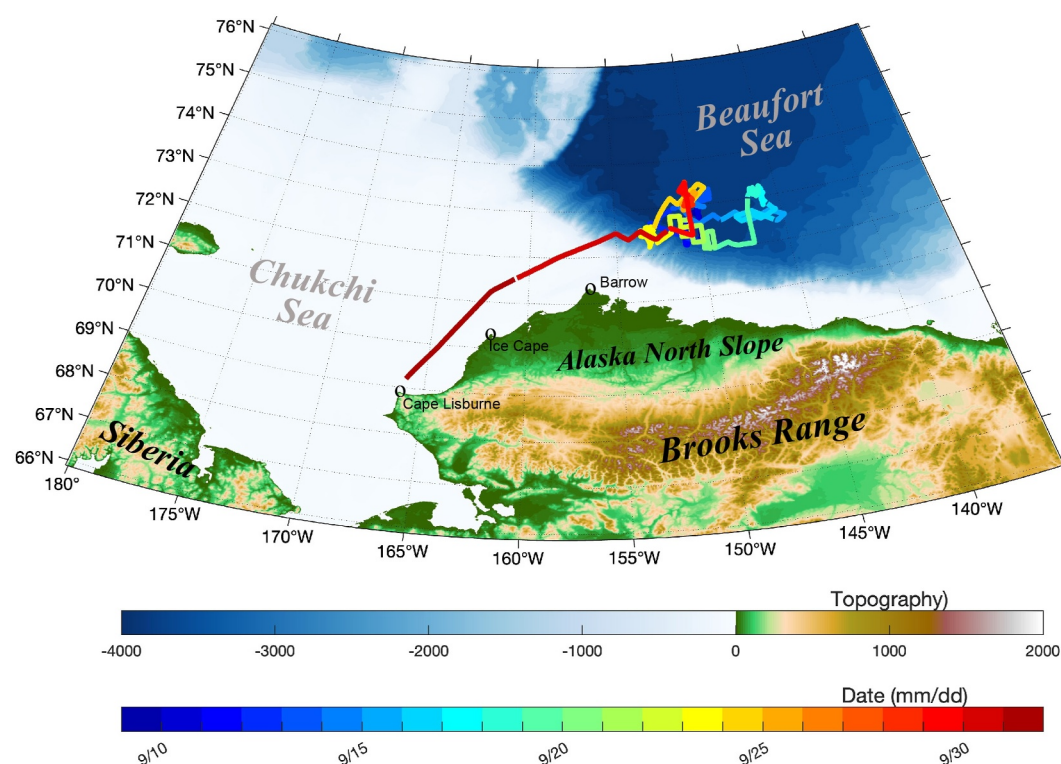 76°N
75°N
74°N
73°N
72°N
71°N
70°N
69°N
68°N
67°N
66°N
180°
175°W
170°W
165°W
160°W
155°W
150°W
145°W
140°W
Beaufort
Sea
Chukchi
Sea
Barrow
Ice Cape
Alaska North Slope
Cape Lisburne
Brooks Range
Siberia
Topography)
-4000 -3000 -2000 -1000 0 1000 2000
Date (mm/dd)
9/10 9/15 9/20 9/25 9/30